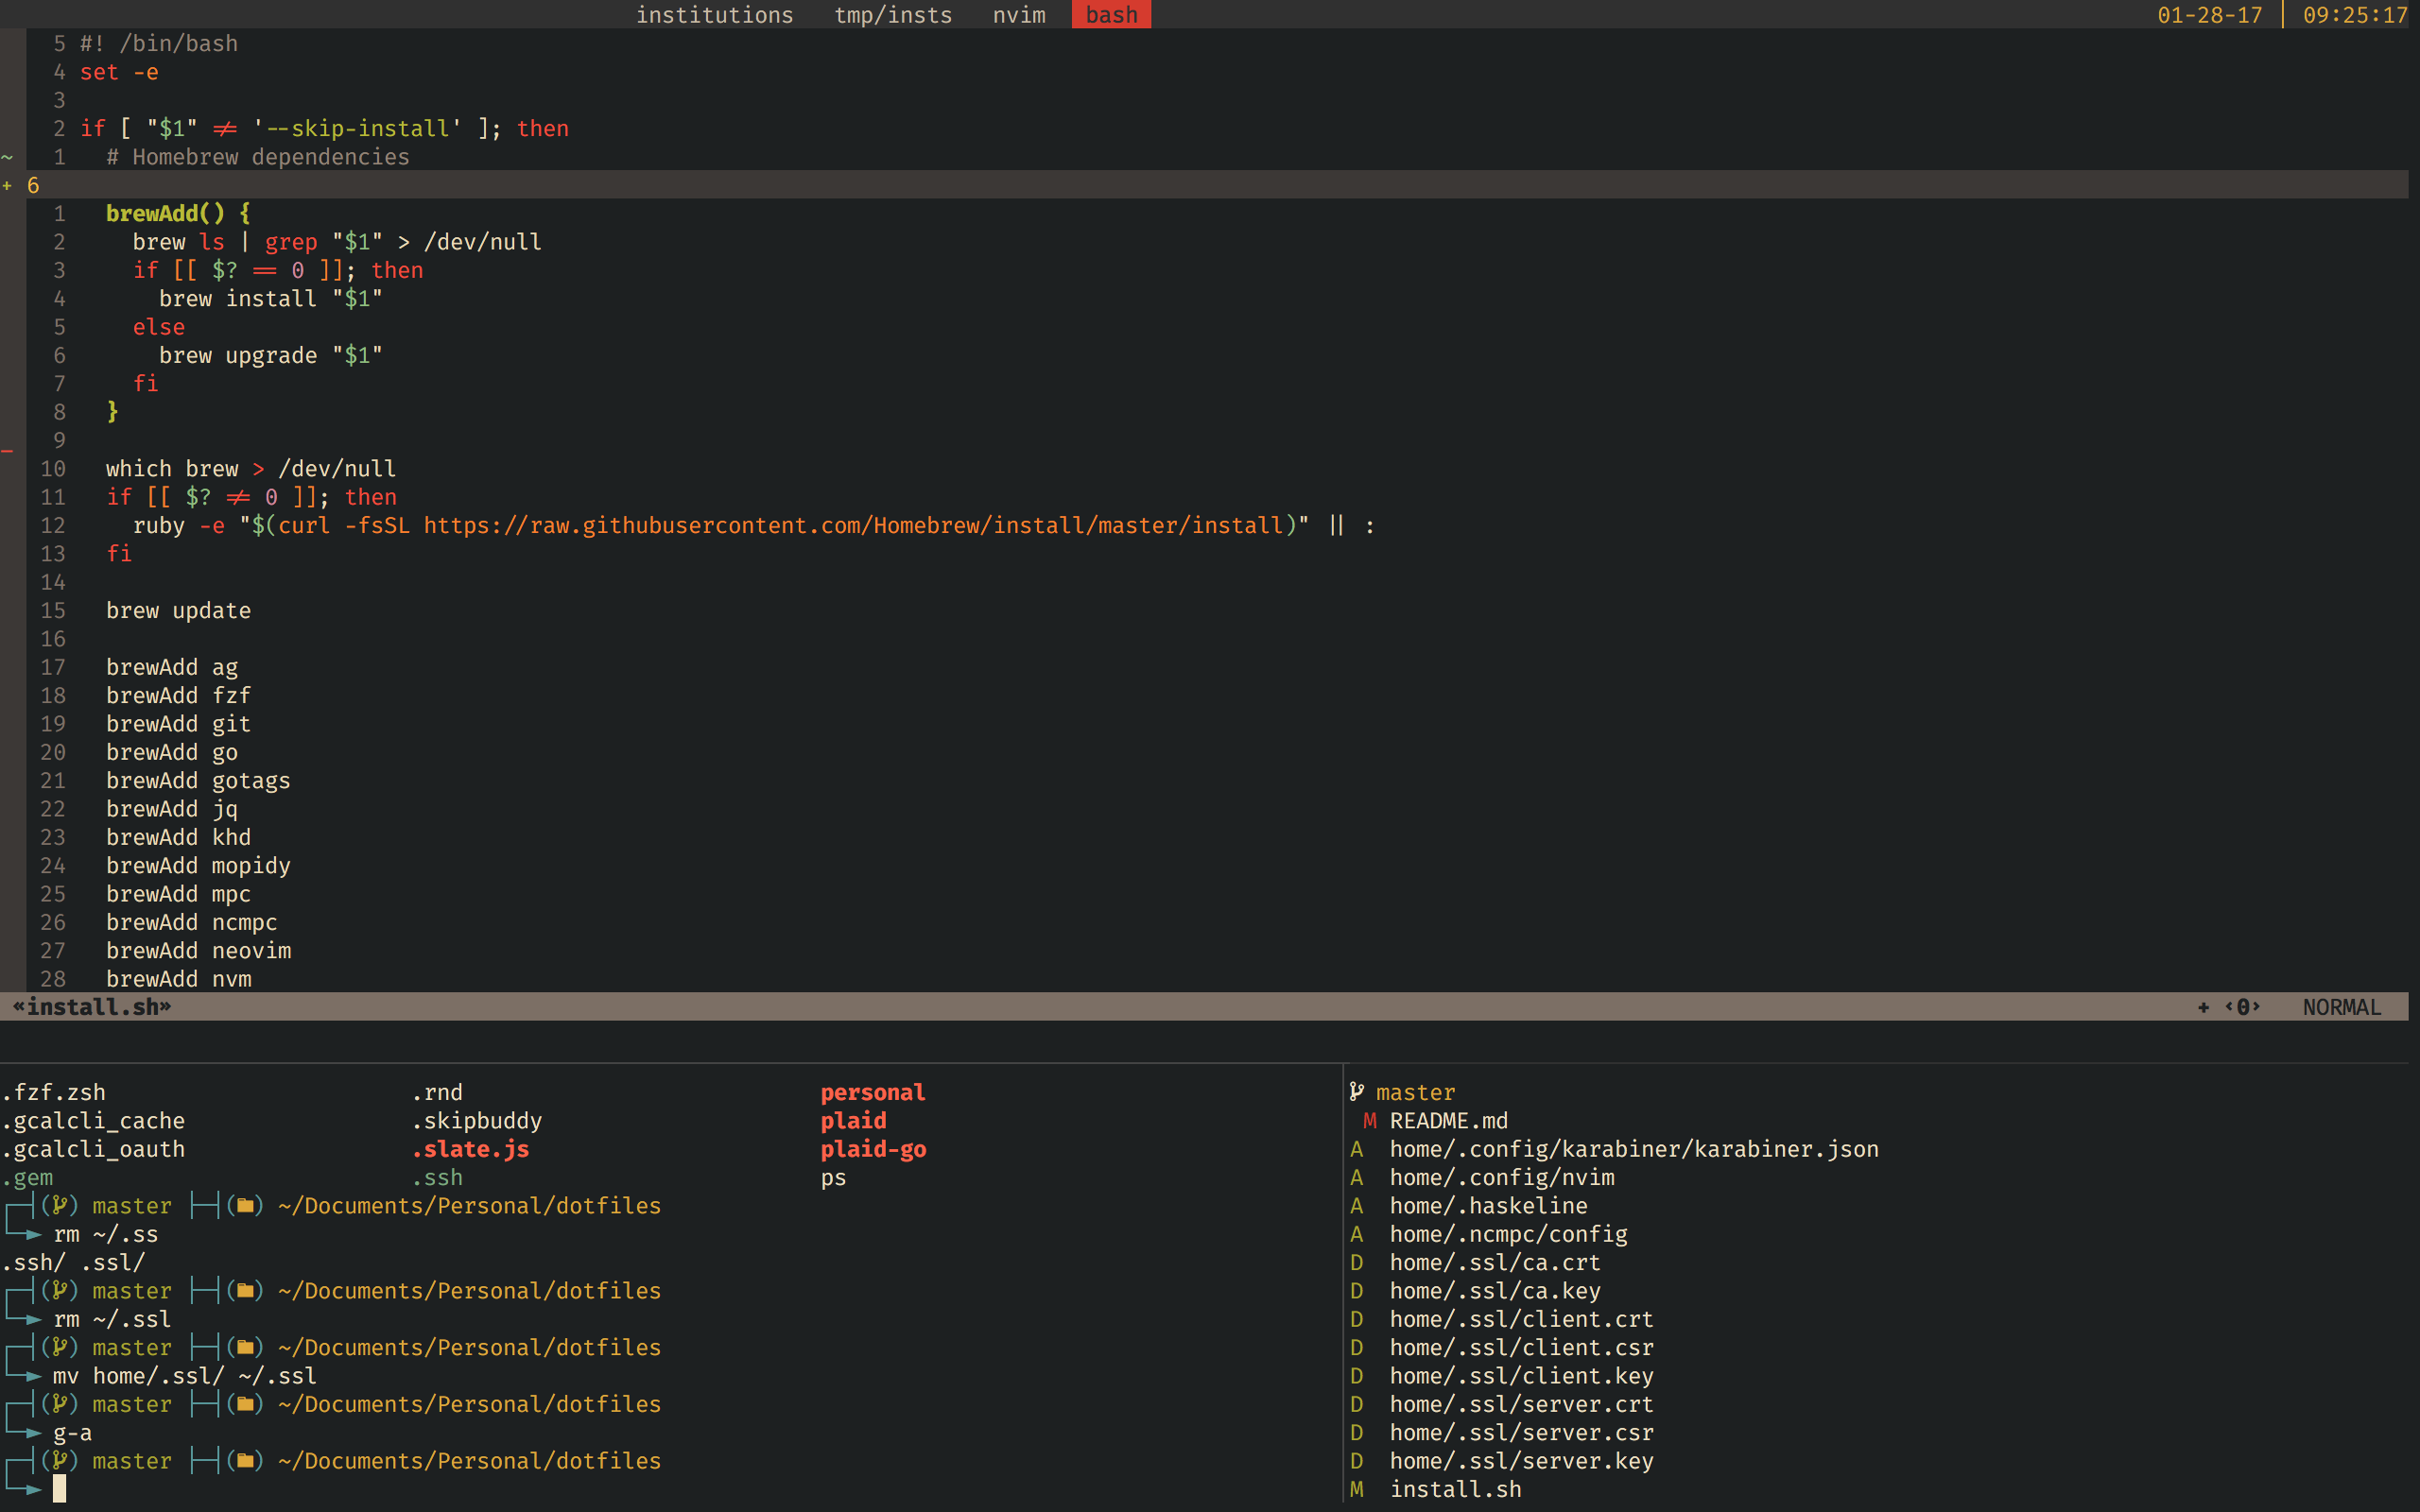 institutions tmp/insts nvim bash 01-28-17 | 09:25:17
5 #! /bin/bash
4 set -e
3
2 if [ "$1" != '--skip-install' ]; then
~ 1 # Homebrew dependencies
+ 6
1 brewAdd() {
2 brew ls | grep "$1" > /dev/null
3 if [[ $? == 0 ]]; then
4 brew install "$1"
5 else
6 brew upgrade "$1"
7 fi
8 }
9
10 which brew > /dev/null
11 if [[ $? != 0 ]]; then
12 ruby -e "$(curl -fsSL https://raw.githubusercontent.com/Homebrew/install/master/install)" || :
13 fi
14
15 brew update
16
17 brewAdd ag
18 brewAdd fzf
19 brewAdd git
20 brewAdd go
21 brewAdd gotags
22 brewAdd jq
23 brewAdd khd
24 brewAdd mopidy
25 brewAdd mpc
26 brewAdd ncmpc
27 brewAdd neovim
28 brewAdd nvm
«install.sh» + ‹0› NORMAL
.fzf.zsh .rnd personal
.gcalcli_cache .skipbuddy plaid
.gcalcli_oauth .slate.js plaid-go
.gem .ssh ps
() master () ~/Documents/Personal/dotfiles
rm ~/.ss
.ssh/ .ssl/
() master () ~/Documents/Personal/dotfiles
rm ~/.ssl
() master () ~/Documents/Personal/dotfiles
mv home/.ssl/ ~/.ssl
() master () ~/Documents/Personal/dotfiles
g-a
() master () ~/Documents/Personal/dotfiles
master
M README.md
A home/.config/karabiner/karabiner.json
A home/.config/nvim
A home/.haskeline
A home/.ncmpc/config
D home/.ssl/ca.crt
D home/.ssl/ca.key
D home/.ssl/client.crt
D home/.ssl/client.csr
D home/.ssl/client.key
D home/.ssl/server.crt
D home/.ssl/server.csr
D home/.ssl/server.key
M install.sh